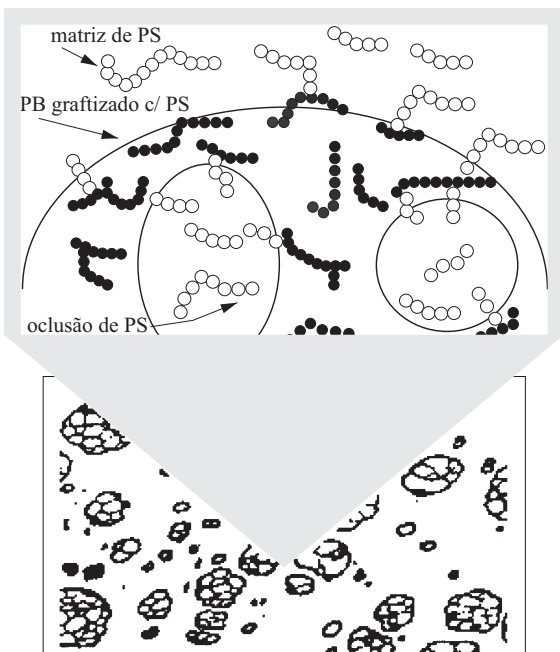 matriz de PS
PB graftizado c/ PS
oclusão de PS